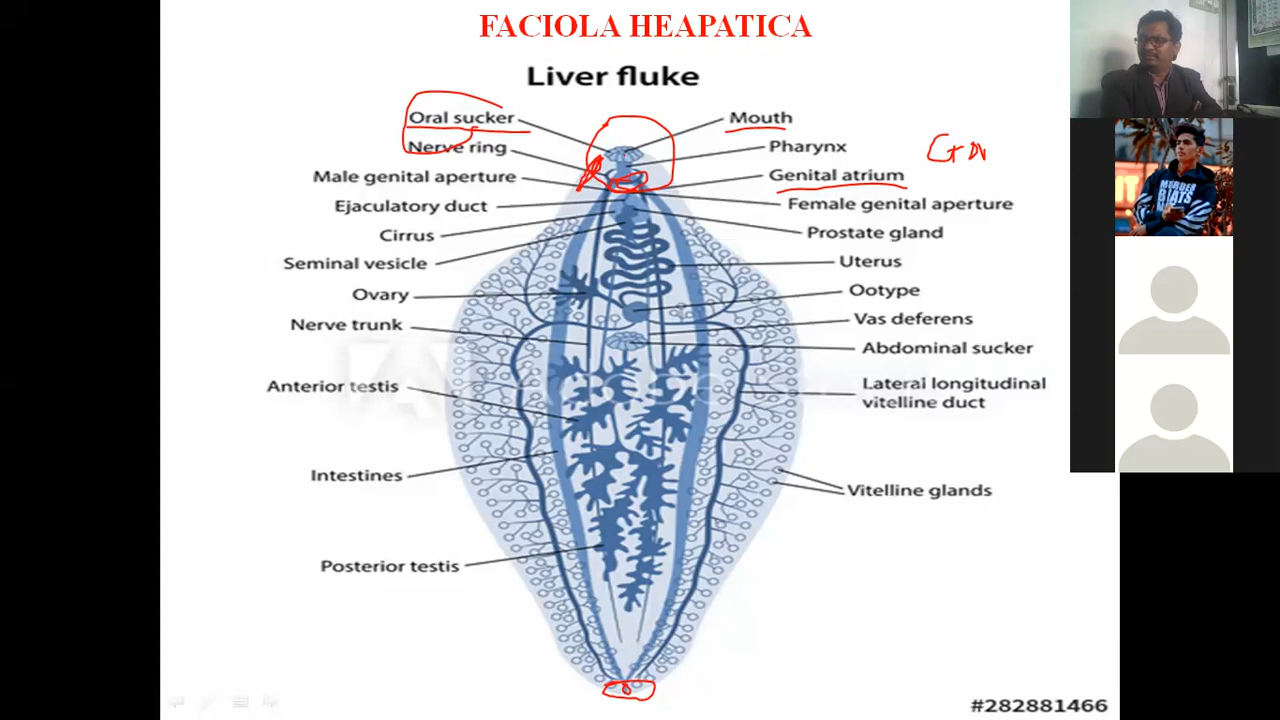 FACIOLA HEAPATICA
Liver fluke
Oral sucker
Nerve ring
Male genital aperture
Ejaculatory duct
Cirrus
Seminal vesicle
Ovary
Nerve trunk
Anterior testis
Intestines
Posterior testis
Mouth
Pharynx
Genital atrium
Female genital aperture
Prostate gland
Uterus
Ootype
Vas deferens
Abdominal sucker
Lateral longitudinal
vitelline duct
Vitelline glands
#282881466